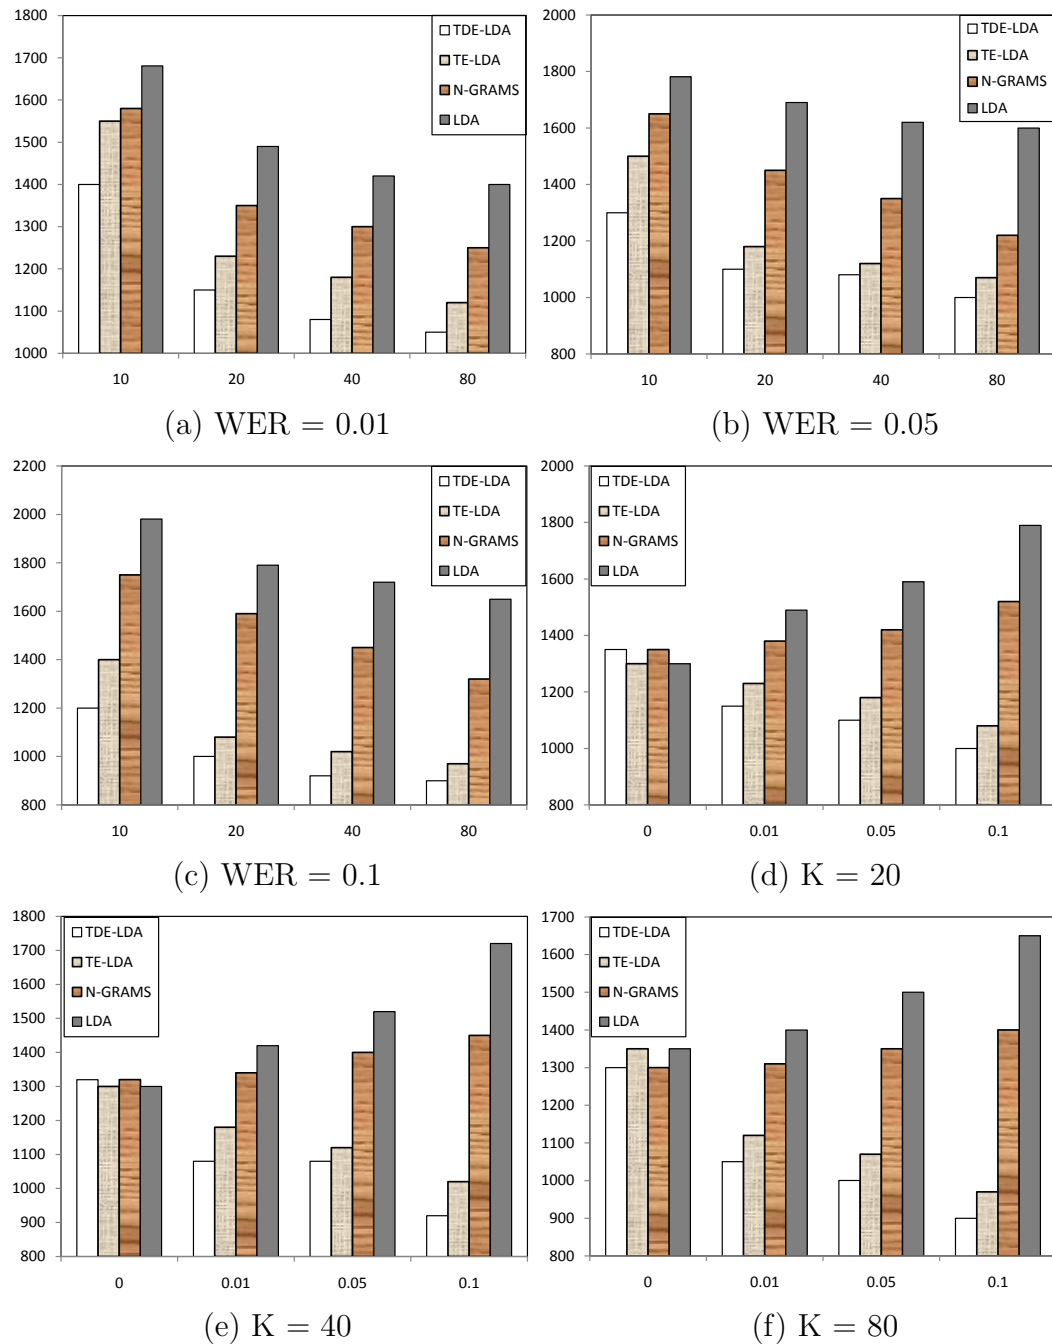 1800
1700
1600
1500
1400
1300
1200
1100
1000
10 20 40 80
TDE-LDA
TE-LDA
N-GRAMS
LDA
(a) WER = 0.01
2000
1800
1600
1400
1200
1000
800
10 20 40 80
TDE-LDA
TE-LDA
N-GRAMS
LDA
(b) WER = 0.05
2200
2000
1800
1600
1400
1200
1000
800
10 20 40 80
TDE-LDA
TE-LDA
N-GRAMS
LDA
(c) WER = 0.1
2000
1800
1600
1400
1200
1000
800
0 0.01 0.05 0.1
TDE-LDA
TE-LDA
N-GRAMS
LDA
(d) K = 20
1800
1700
1600
1500
1400
1300
1200
1100
1000
900
800
0 0.01 0.05 0.1
TDE-LDA
TE-LDA
N-GRAMS
LDA
(e) K = 40
1700
1600
1500
1400
1300
1200
1100
1000
900
800
0 0.01 0.05 0.1
TDE-LDA
TE-LDA
N-GRAMS
LDA
(f) K = 80